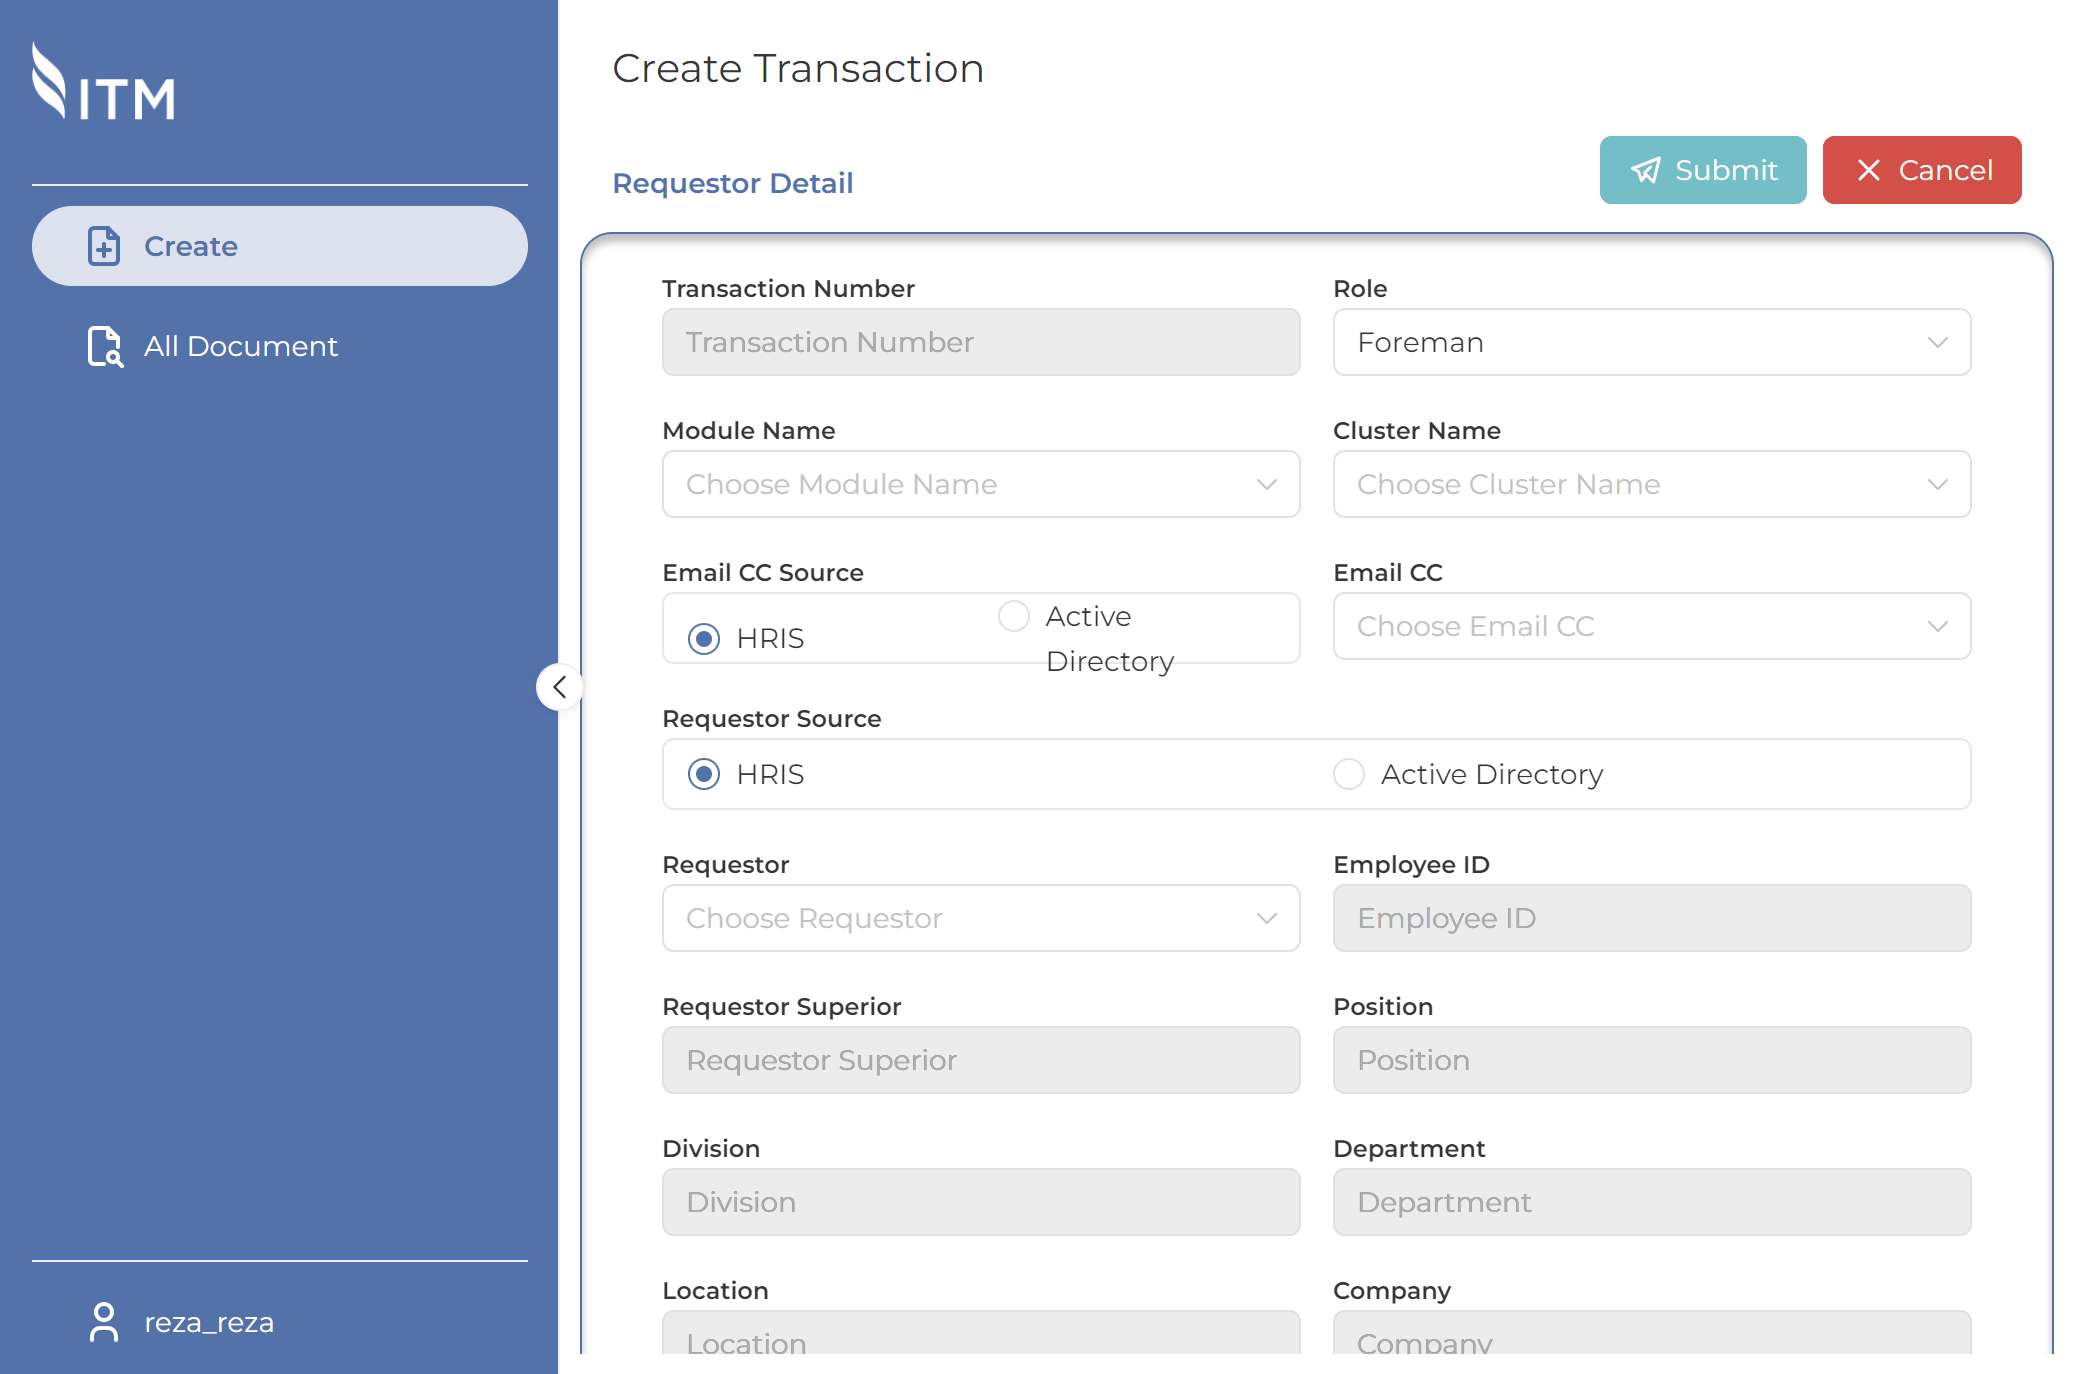 ITM
Create
All Document
reza_reza
Create Transaction
Requestor Detail
Submit
Cancel
Transaction Number
Transaction Number
Role
Foreman
Module Name
Choose Module Name
Cluster Name
Choose Cluster Name
Email CC Source
HRIS
Active
Directory
Email CC
Choose Email CC
Requestor Source
HRIS
Active Directory
Requestor
Choose Requestor
Employee ID
Employee ID
Requestor Superior
Requestor Superior
Position
Position
Division
Division
Department
Department
Location
Location
Company
Company